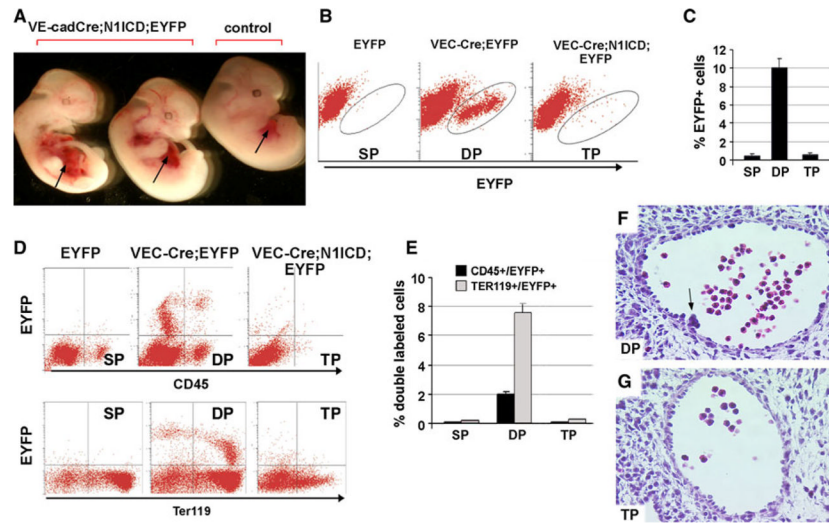 A
VE-cadCre;N1ICD;EYFP
control
B
EYFP
VEC-Cre;EYFP
VEC-Cre;N1ICD;
EYFP
SP
DP
TP
EYFP
C
% EYFP+ cells
12
10
8
6
4
2
0
SP DP TP
D
EYFP
VEC-Cre;EYFP
VEC-Cre;N1ICD;
EYFP
EYFP
SP
DP
TP
CD45
EYFP
SP
DP
TP
Ter119
E
CD45+/EYFP+
TER119+/EYFP+
% double labeled cells
10
8
6
4
2
0
SP DP TP
F
DP
G
TP